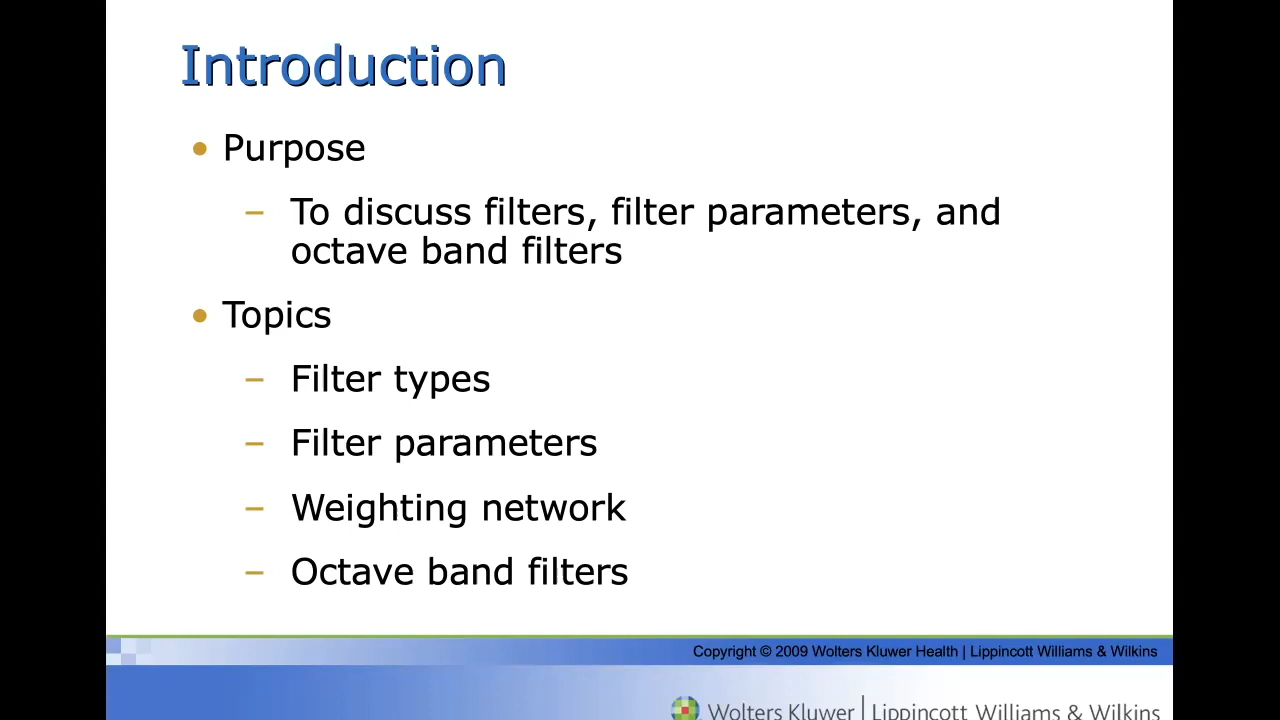 Introduction
• Purpose
– To discuss filters, filter parameters, and
octave band filters
• Topics
– Filter types
– Filter parameters
– Weighting network
– Octave band filters
Copyright © 2009 Wolters Kluwer Health | Lippincott Williams & Wilkins
Wolters Kluwer | Lippincott Williams & Wilkins